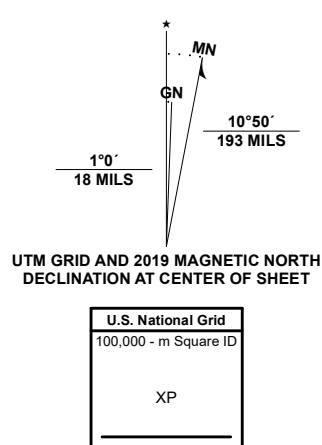 ★
MN
GN
10°50´
193 MILS
1°0´
18 MILS
UTM GRID AND 2019 MAGNETIC NORTH
DECLINATION AT CENTER OF SHEET
U.S. National Grid
100,000 - m Square ID
XP